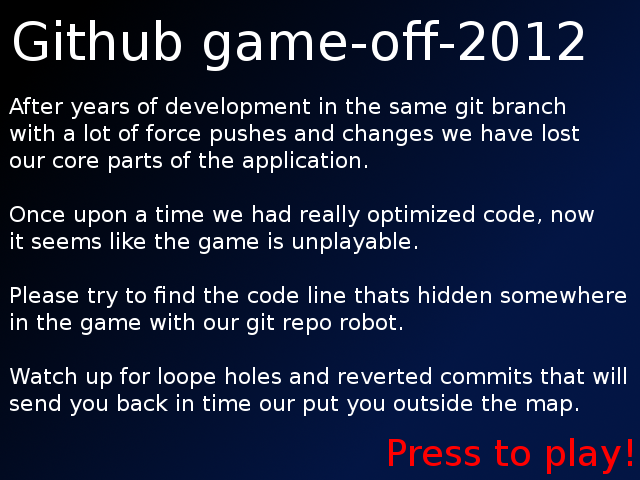 Github game-off-2012
After years of development in the same git branch
with a lot of force pushes and changes we have lost
our core parts of the application.
Once upon a time we had really optimized code, now
it seems like the game is unplayable.
Please try to find the code line thats hidden somewhere
in the game with our git repo robot.
Watch up for loope holes and reverted commits that will
send you back in time our put you outside the map.
Press to play!